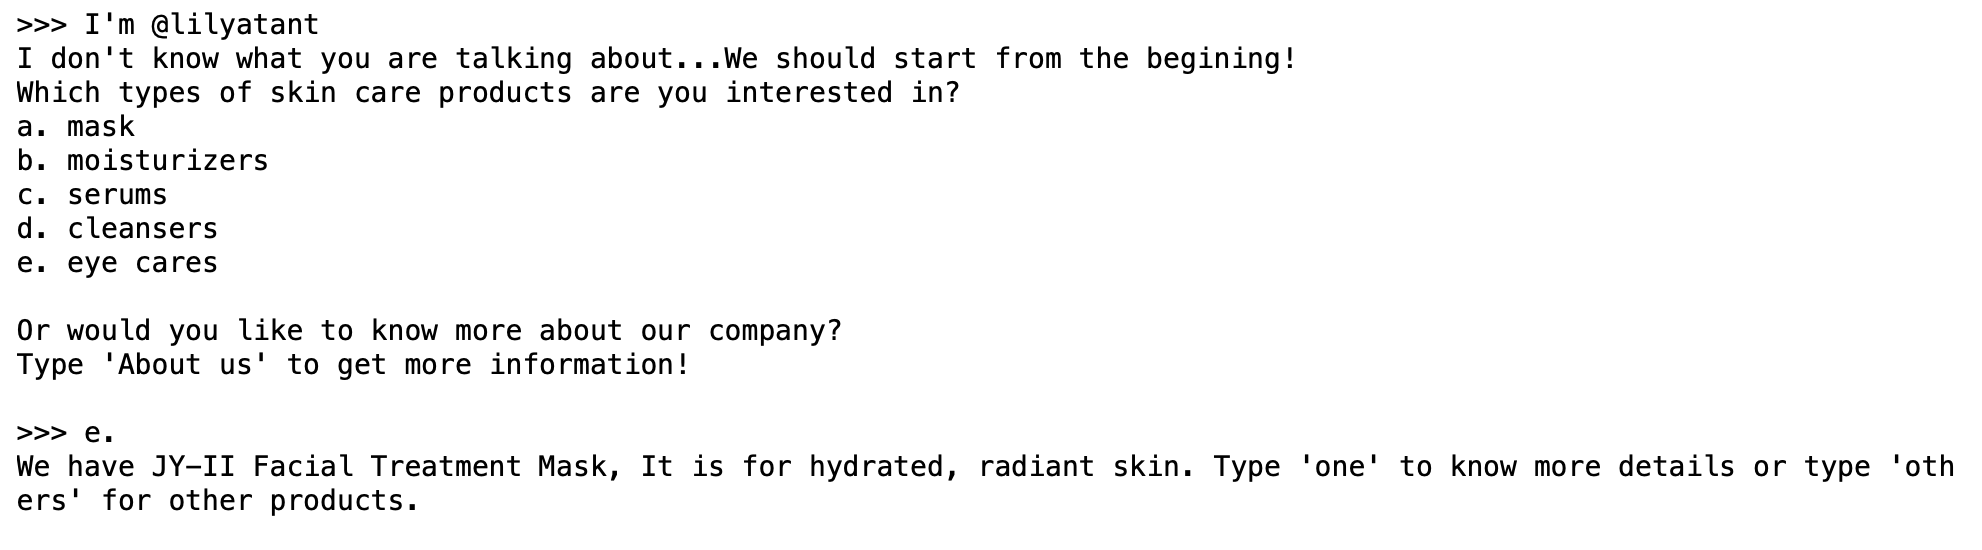 >>> I'm @lilyatant
I don't know what you are talking about...We should start from the begining!
Which types of skin care products are you interested in?
a. mask
b. moisturizers
c. serums
d. cleansers
e. eye cares
Or would you like to know more about our company?
Type 'About us' to get more information!
>>> e.
We have JY-II Facial Treatment Mask, It is for hydrated, radiant skin. Type 'one' to know more details or type 'oth
ers' for other products.